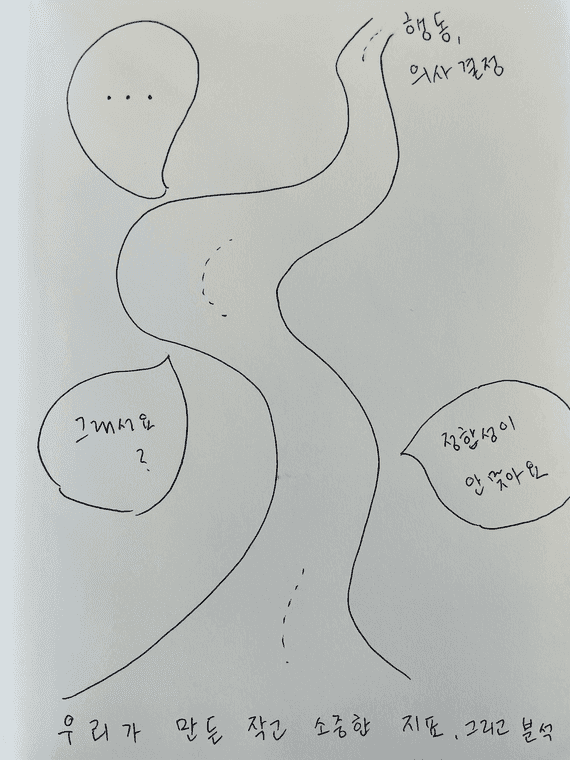 행동,
의사 결정
...
그래서요
?
정합성이
안 맞아요
우리가 만든 작고 소중한 지표, 그리고 분석